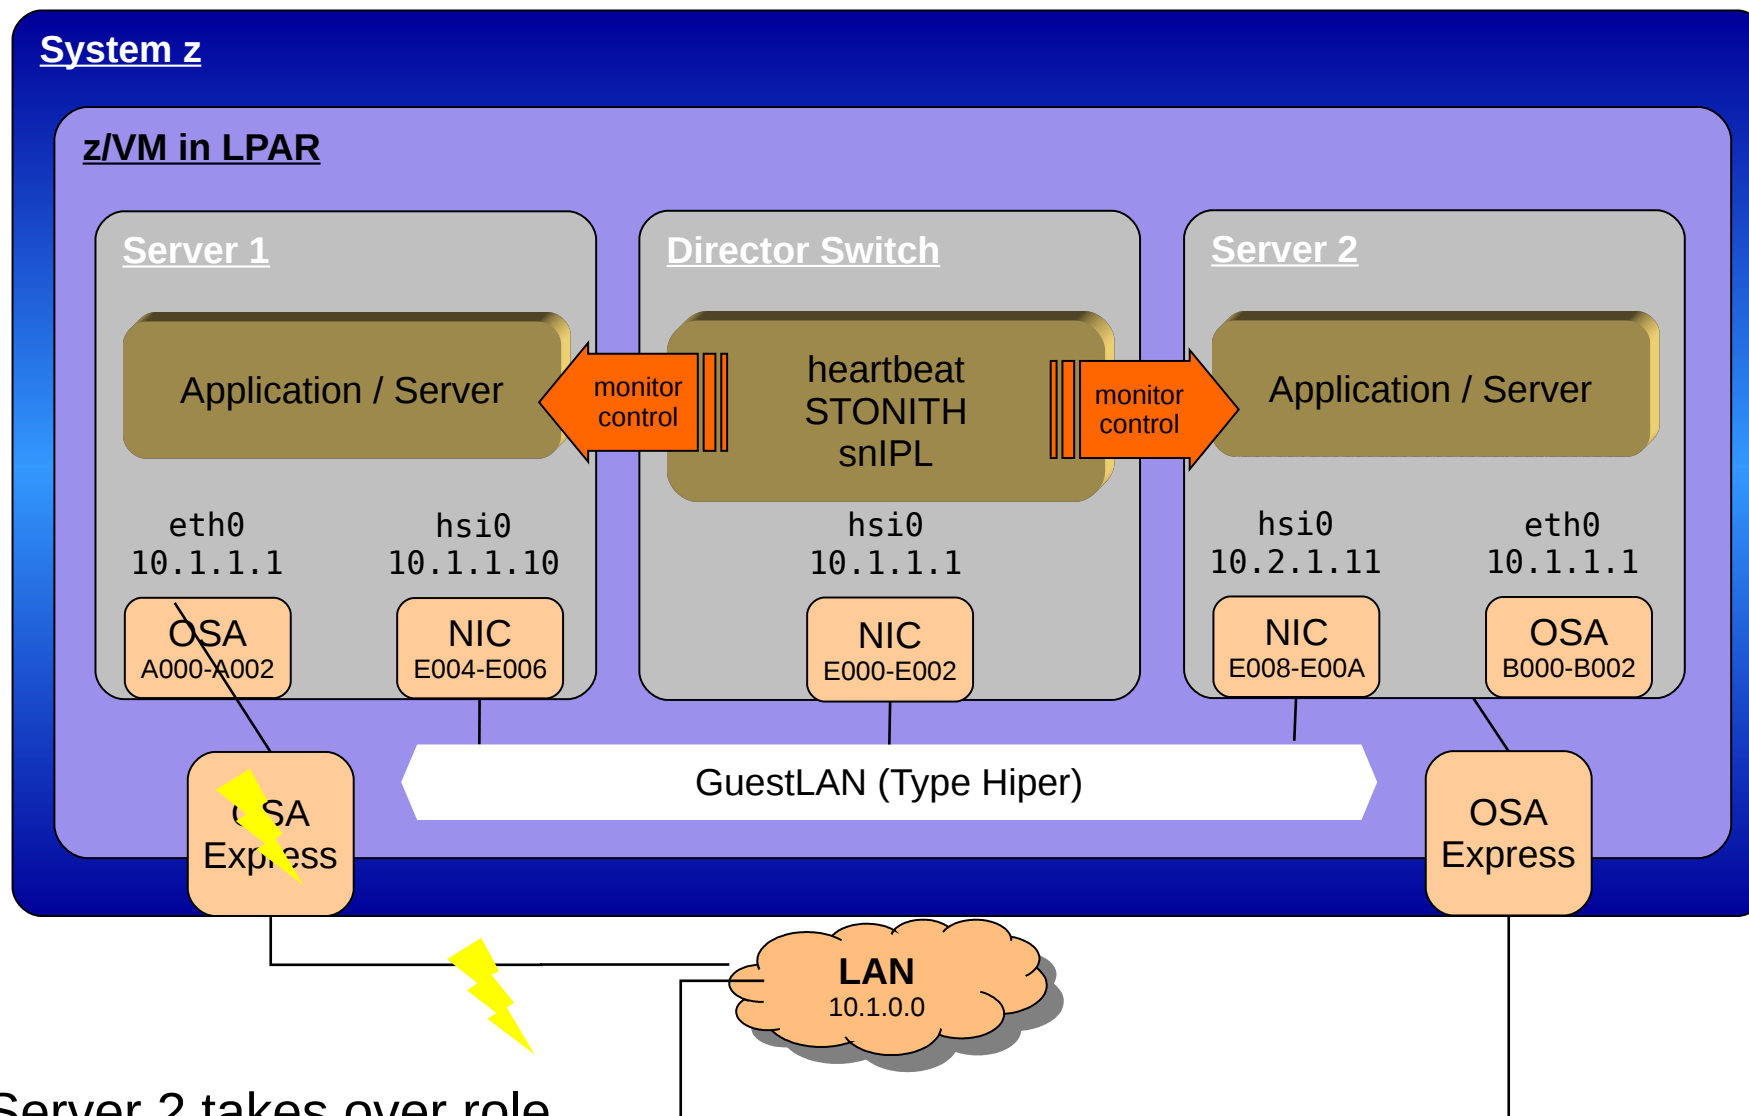 System z
z/VM in LPAR
Server 1
Application / Server
monitor
control
eth0
10.1.1.1
hsi0
10.1.1.10
OSA
A000-A002
NIC
E004-E006
Director Switch
heartbeat
STONITH
snIPL
monitor
control
hsi0
10.1.1.1
NIC
E000-E002
Server 2
Application / Server
hsi0
10.2.1.11
eth0
10.1.1.1
NIC
E008-E00A
OSA
B000-B002
GuestLAN (Type Hiper)
OSA
Express
OSA
Express
LAN
10.1.0.0
Server 2 takes over role